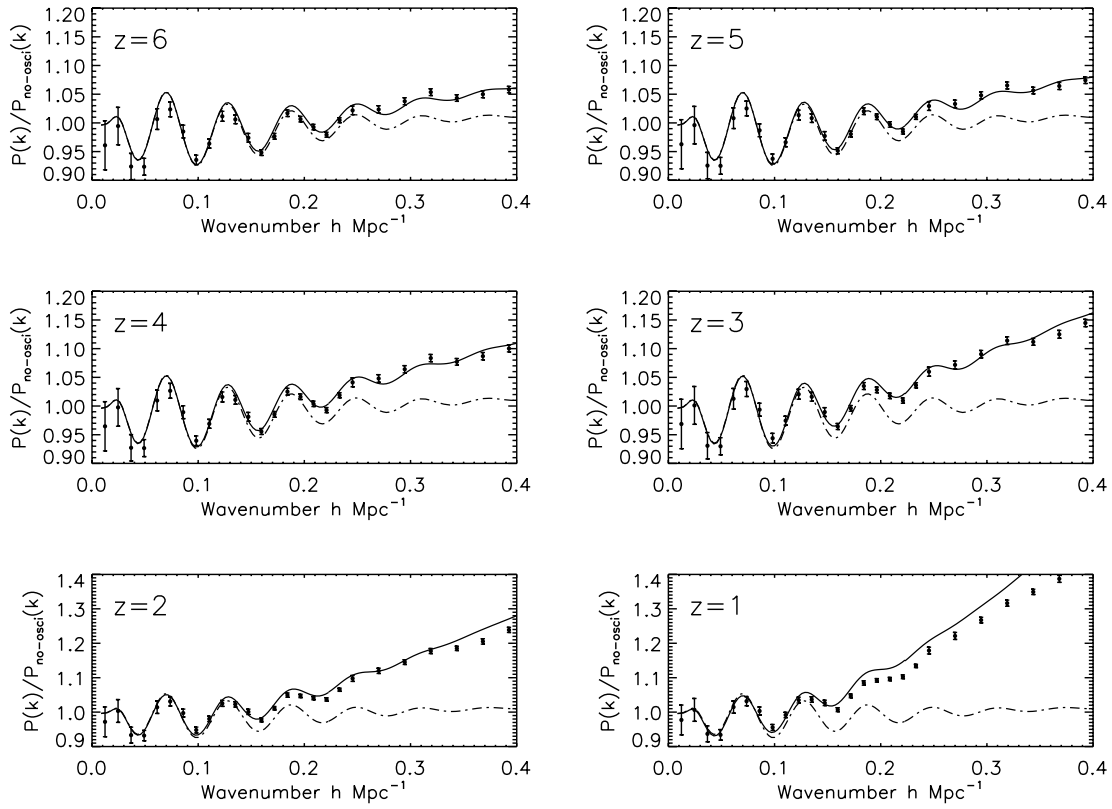 1.20
1.15
1.10
1.05
1.00
0.95
0.90
P(k)/P_no-osci(k)
z=6
0.0 0.1 0.2 0.3 0.4
Wavenumber h Mpc⁻¹
1.20
1.15
1.10
1.05
1.00
0.95
0.90
P(k)/P_no-osci(k)
z=5
0.0 0.1 0.2 0.3 0.4
Wavenumber h Mpc⁻¹
1.20
1.15
1.10
1.05
1.00
0.95
0.90
P(k)/P_no-osci(k)
z=4
0.0 0.1 0.2 0.3 0.4
Wavenumber h Mpc⁻¹
1.20
1.15
1.10
1.05
1.00
0.95
0.90
P(k)/P_no-osci(k)
z=3
0.0 0.1 0.2 0.3 0.4
Wavenumber h Mpc⁻¹
1.4
1.3
1.2
1.1
1.0
0.9
P(k)/P_no-osci(k)
z=2
0.0 0.1 0.2 0.3 0.4
Wavenumber h Mpc⁻¹
1.4
1.3
1.2
1.1
1.0
0.9
P(k)/P_no-osci(k)
z=1
0.0 0.1 0.2 0.3 0.4
Wavenumber h Mpc⁻¹